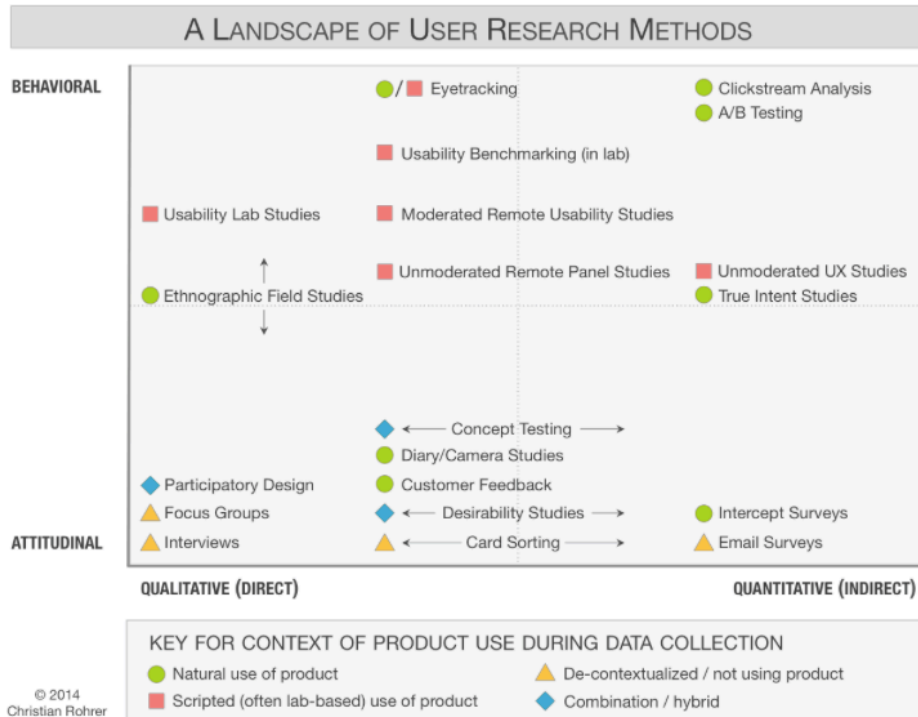 A LANDSCAPE OF USER RESEARCH METHODS
BEHAVIORAL
/ Eyetracking
Clickstream Analysis
A/B Testing
Usability Benchmarking (in lab)
Usability Lab Studies
Moderated Remote Usability Studies
Unmoderated Remote Panel Studies
Unmoderated UX Studies
Ethnographic Field Studies
True Intent Studies
Concept Testing
Diary/Camera Studies
Participatory Design
Customer Feedback
Focus Groups
Desirability Studies
Intercept Surveys
ATTITUDINAL
Interviews
Card Sorting
Email Surveys
QUALITATIVE (DIRECT)
QUANTITATIVE (INDIRECT)
KEY FOR CONTEXT OF PRODUCT USE DURING DATA COLLECTION
Natural use of product
De-contextualized / not using product
Scripted (often lab-based) use of product
Combination / hybrid
© 2014
Christian Rohrer